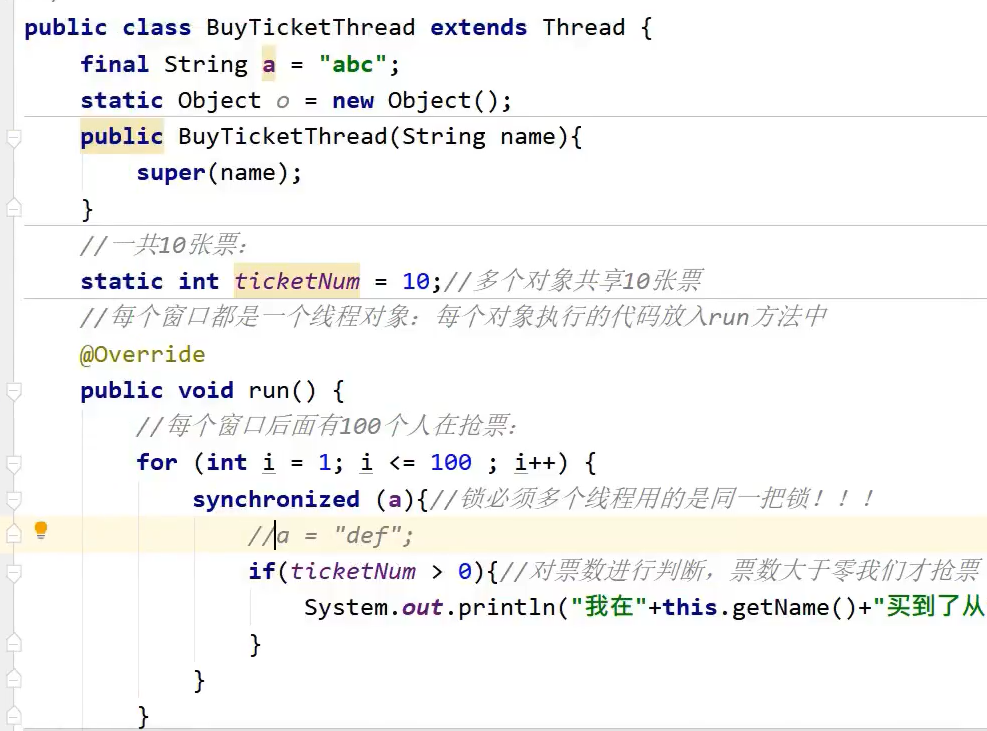 public class BuyTicketThread extends Thread {
    final String a = "abc";
    static Object o = new Object();
    public BuyTicketThread(String name){
        super(name);
    }
    //一共10张票：
    static int ticketNum = 10;//多个对象共享10张票
    //每个窗口都是一个线程对象：每个对象执行的代码放入run方法中
    @Override
    public void run() {
        //每个窗口后面有100个人在抢票：
        for (int i = 1; i <= 100 ; i++) {
            synchronized (a){//锁必须多个线程用的是同一把锁！！！
                //a = "def";
                if(ticketNum > 0){//对票数进行判断，票数大于零我们才抢票
                    System.out.println("我在"+this.getName()+"买到了从
                }
            }
        }